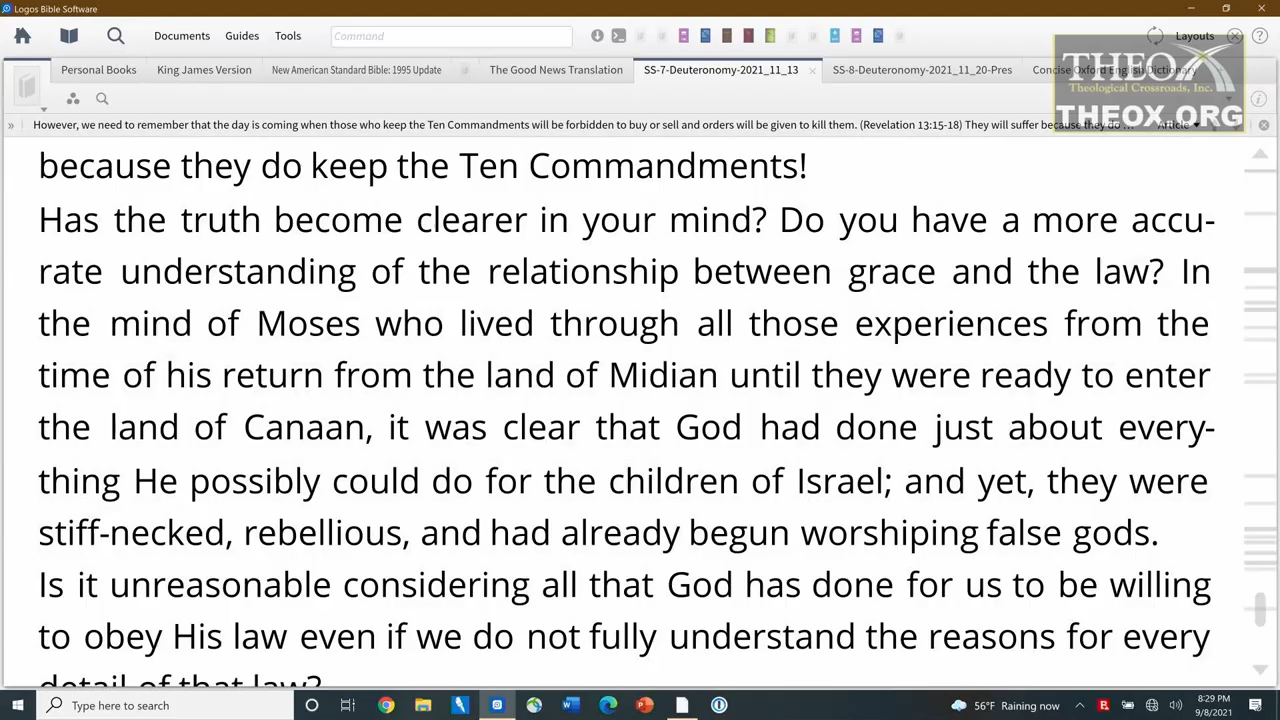 Logos Bible Software
Documents Guides Tools Command Layouts
Personal Books King James Version New American Stand The Good News Translation SS-7-Deuteronomy-2021_11_13 SS-8-Deuteronomy-2021_11_20-Pres Concise Oxford English Dictionary
THEOX
Theological Crossroads, Inc.
THEOX.ORG
However, we need to remember that the day is coming when those who keep the Ten Commandments will be forbidden to buy or sell and orders will be given to kill them. (Revelation 13:15-18) They will suffer because they do ... Article
because they do keep the Ten Commandments!
Has the truth become clearer in your mind? Do you have a more accu-
rate understanding of the relationship between grace and the law? In
the mind of Moses who lived through all those experiences from the
time of his return from the land of Midian until they were ready to enter
the land of Canaan, it was clear that God had done just about every-
thing He possibly could do for the children of Israel; and yet, they were
stiff-necked, rebellious, and had already begun worshiping false gods.
Is it unreasonable considering all that God has done for us to be willing
to obey His law even if we do not fully understand the reasons for every
detail of that law?
Type here to search
56°F Raining now
8:29 PM
9/8/2021